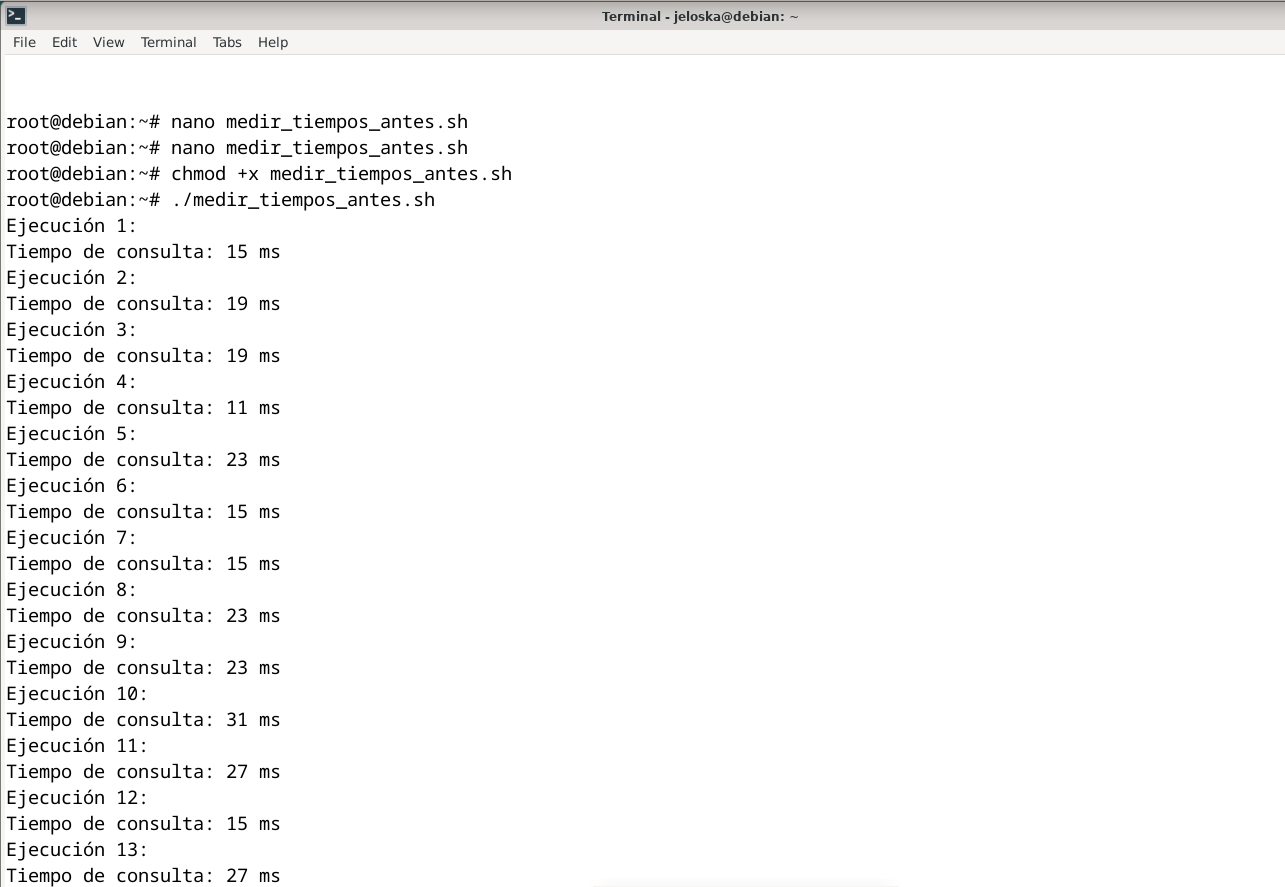 Terminal - jeloska@debian: ~
File Edit View Terminal Tabs Help
root@debian:~# nano medir_tiempos_antes.sh
root@debian:~# nano medir_tiempos_antes.sh
root@debian:~# chmod +x medir_tiempos_antes.sh
root@debian:~# ./medir_tiempos_antes.sh
Ejecución 1:
Tiempo de consulta: 15 ms
Ejecución 2:
Tiempo de consulta: 19 ms
Ejecución 3:
Tiempo de consulta: 19 ms
Ejecución 4:
Tiempo de consulta: 11 ms
Ejecución 5:
Tiempo de consulta: 23 ms
Ejecución 6:
Tiempo de consulta: 15 ms
Ejecución 7:
Tiempo de consulta: 15 ms
Ejecución 8:
Tiempo de consulta: 23 ms
Ejecución 9:
Tiempo de consulta: 23 ms
Ejecución 10:
Tiempo de consulta: 31 ms
Ejecución 11:
Tiempo de consulta: 27 ms
Ejecución 12:
Tiempo de consulta: 15 ms
Ejecución 13:
Tiempo de consulta: 27 ms